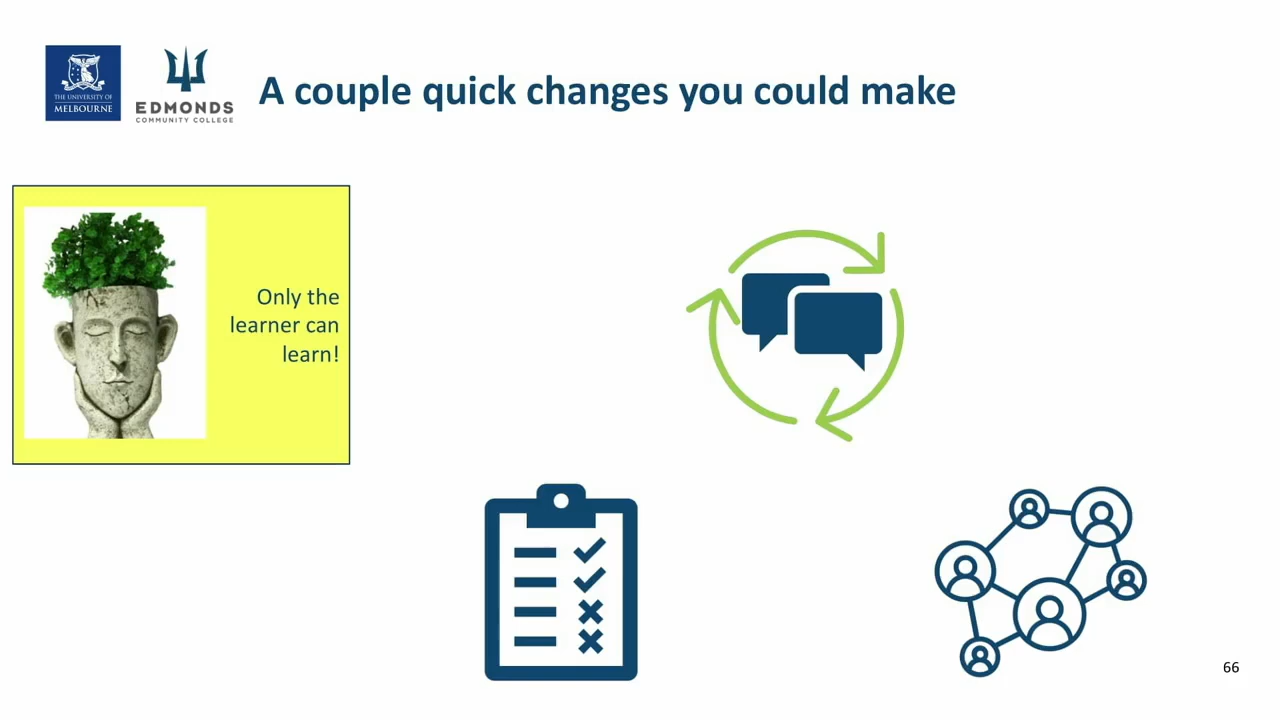 THE UNIVERSITY OF
MELBOURNE
EDMONDS
COMMUNITY COLLEGE
A couple quick changes you could make
Only the
learner can
learn!
66